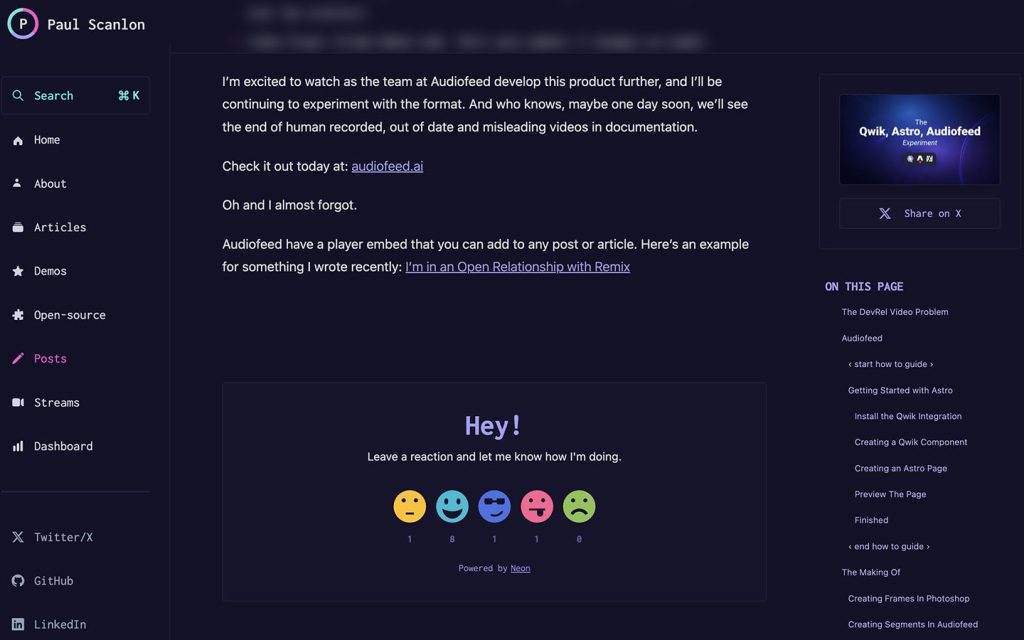 P Paul Scanlon
Search ⌘ K
Home
About
Articles
Demos
Open-source
Posts
Streams
Dashboard
Twitter/X
GitHub
LinkedIn
I'm excited to watch as the team at Audiofeed develop this product further, and I'll be
continuing to experiment with the format. And who knows, maybe one day soon, we'll see
the end of human recorded, out of date and misleading videos in documentation.
Check it out today at: audiofeed.ai
Oh and I almost forgot.
Audiofeed have a player embed that you can add to any post or article. Here's an example
for something I wrote recently: I'm in an Open Relationship with Remix
Hey!
Leave a reaction and let me know how I'm doing.
1 8 1 1 0
Powered by Neon
The
Qwik, Astro, Audiofeed
Experiment
Share on X
ON THIS PAGE
The DevRel Video Problem
Audiofeed
‹ start how to guide ›
Getting Started with Astro
Install the Qwik Integration
Creating a Qwik Component
Creating an Astro Page
Preview The Page
Finished
‹ end how to guide ›
The Making Of
Creating Frames In Photoshop
Creating Segments In Audiofeed